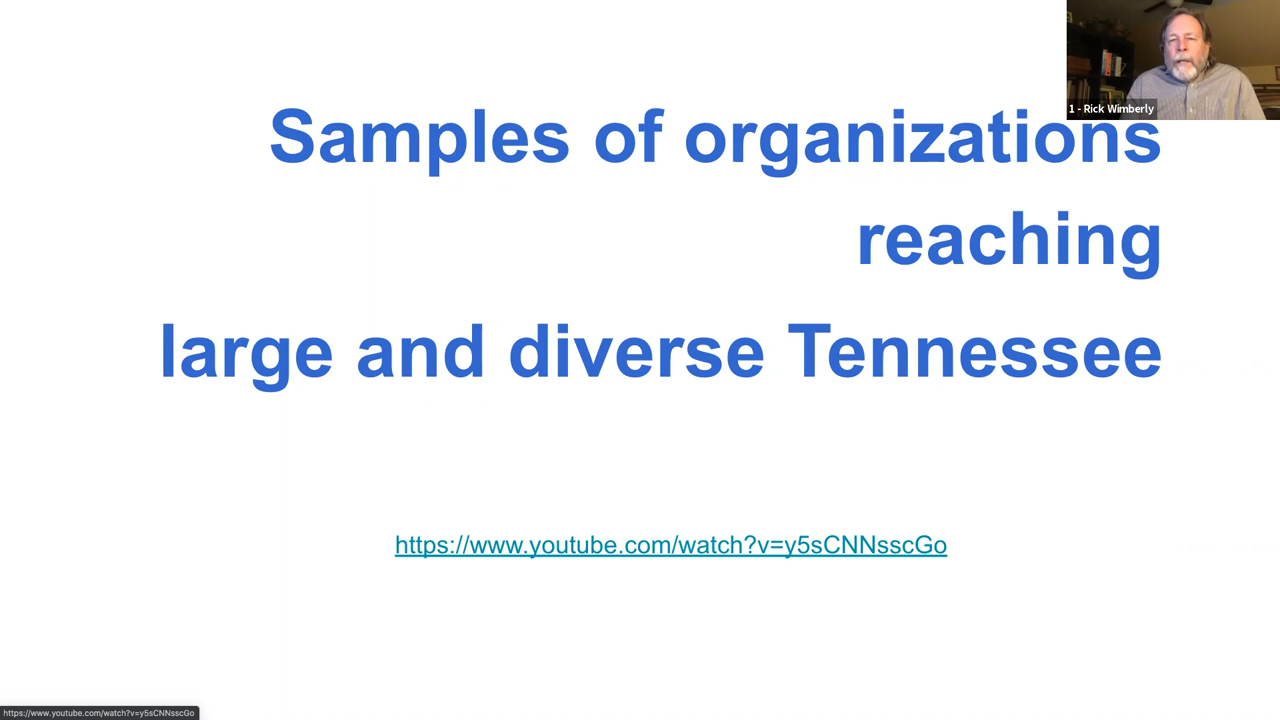 1 - Rick Wimberly
Samples of organizations
reaching
large and diverse Tennessee
https://www.youtube.com/watch?v=y5sCNNsscGo
https://www.youtube.com/watch?v=y5sCNNsscGo